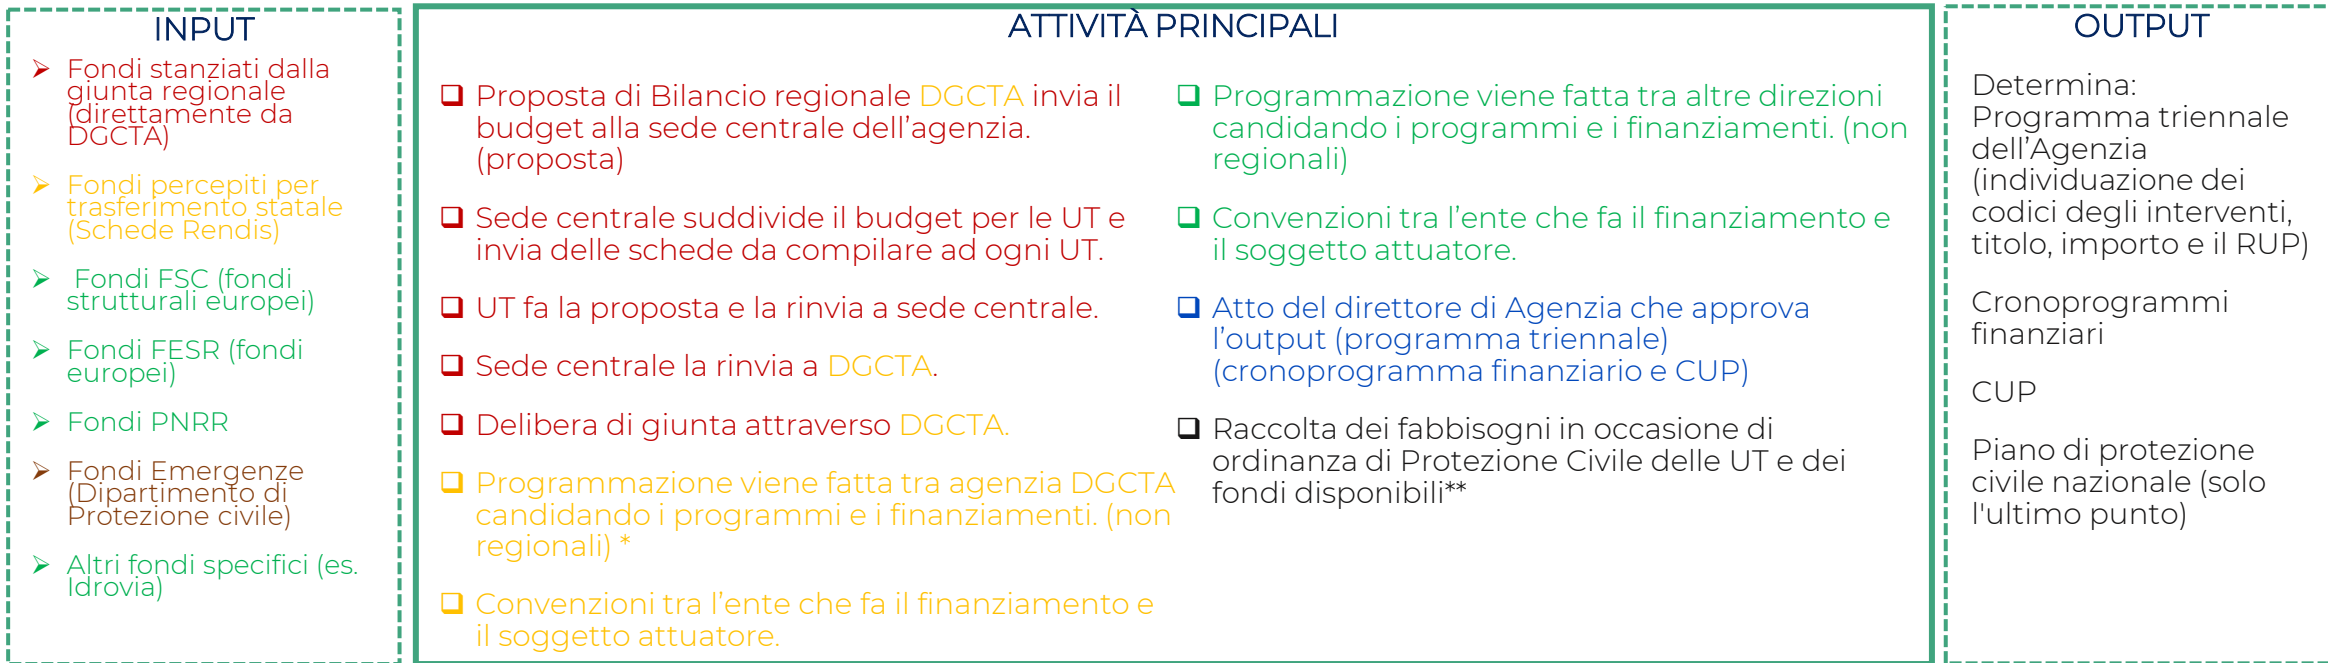 INPUT
Fondi stanziati dalla
giunta regionale
(direttamente da
DGCTA)
Fondi percepiti per
trasferimento statale
(Schede Rendis)
Fondi FSC (fondi
strutturali europei)
Fondi FESR (fondi
europei)
Fondi PNRR
Fondi Emergenze
(Dipartimento di
Protezione civile)
Altri fondi specifici (es.
Idrovia)
ATTIVITÀ PRINCIPALI
Proposta di Bilancio regionale DGCTA invia il
budget alla sede centrale dell’agenzia.
(proposta)
Sede centrale suddivide il budget per le UT e
invia delle schede da compilare ad ogni UT.
UT fa la proposta e la rinvia a sede centrale.
Sede centrale la rinvia a DGCTA.
Delibera di giunta attraverso DGCTA.
Programmazione viene fatta tra agenzia DGCTA
candidando i programmi e i finanziamenti. (non
regionali) *
Convenzioni tra l’ente che fa il finanziamento e
il soggetto attuatore.
Programmazione viene fatta tra altre direzioni
candidando i programmi e i finanziamenti. (non
regionali)
Convenzioni tra l’ente che fa il finanziamento e
il soggetto attuatore.
Atto del direttore di Agenzia che approva
l’output (programma triennale)
(cronoprogramma finanziario e CUP)
Raccolta dei fabbisogni in occasione di
ordinanza di Protezione Civile delle UT e dei
fondi disponibili**
OUTPUT
Determina:
Programma triennale
dell’Agenzia
(individuazione dei
codici degli interventi,
titolo, importo e il RUP)
Cronoprogrammi
finanziari
CUP
Piano di protezione
civile nazionale (solo
l'ultimo punto)